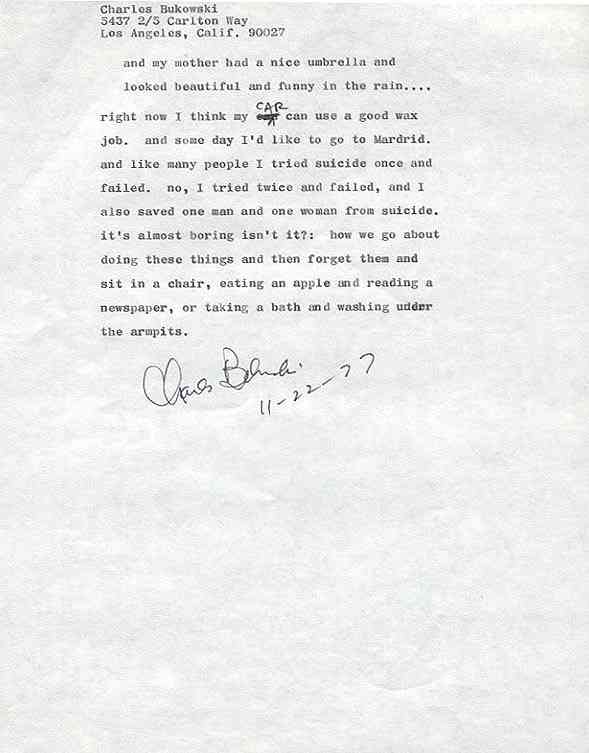 Charles Bukowski
5437 2/5 Carlton Way
Los Angeles, Calif. 90027
and my mother had a nice umbrella and
looked beautiful and funny in the rain....
CAR
right now I think my can use a good wax
job. and some day I'd like to go to Mardrid.
and like many people I tried suicide once and
failed. no, I tried twice and failed, and I
also saved one man and one woman from suicide.
it's almost boring isn't it?: how we go about
doing these things and then forget them and
sit in a chair, eating an apple and reading a
newspaper, or taking a bath and washing under
the armpits.
Charles Bukowski
11-22-77